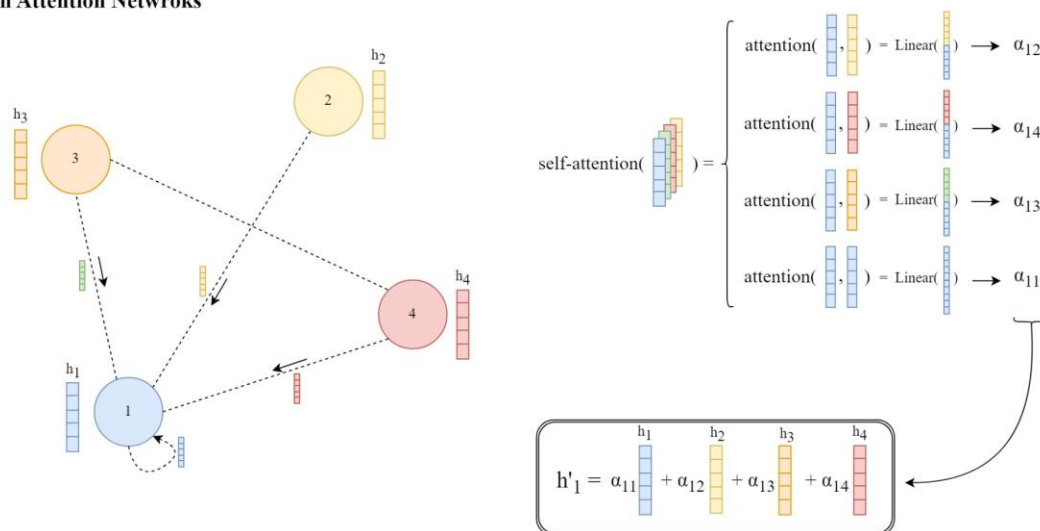 n Attention Netwroks
h2
2
h3
3
h4
4
h1
1
self-attention( ) =
attention( , ) = Linear( ) → α12
attention( , ) = Linear( ) → α14
attention( , ) = Linear( ) → α13
attention( , ) = Linear( ) → α11
h1 h2 h3 h4
h'1 = α11 + α12 + α13 + α14